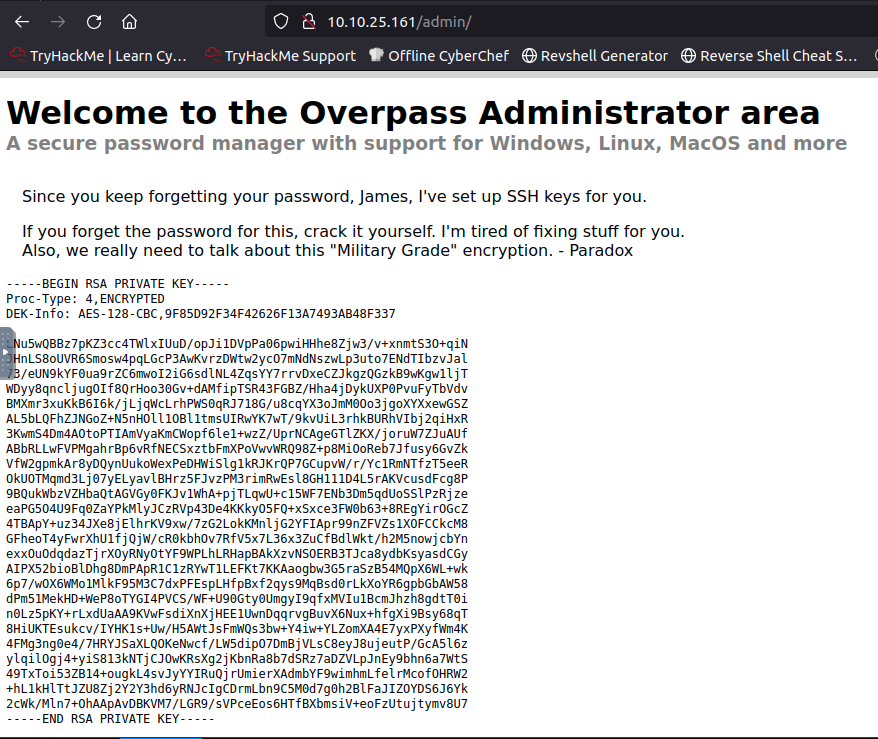 10.10.25.161/admin/
TryHackMe | Learn Cy… TryHackMe Support Offline CyberChef Revshell Generator Reverse Shell Cheat S…
Welcome to the Overpass Administrator area
A secure password manager with support for Windows, Linux, MacOS and more
Since you keep forgetting your password, James, I've set up SSH keys for you.
If you forget the password for this, crack it yourself. I'm tired of fixing stuff for you.
Also, we really need to talk about this "Military Grade" encryption. - Paradox
-----BEGIN RSA PRIVATE KEY-----
Proc-Type: 4,ENCRYPTED
DEK-Info: AES-128-CBC,9F85D92F34F42626F13A7493AB48F337
LNu5wQBBz7pKZ3cc4TWlxIUuD/opJi1DVpPa06pwiHHhe8Zjw3/v+xnmtS3O+qiN
JHnLS8oUVR6Smosw4pqLGcP3AwKvrzDWtw2ycO7mNdNszwLp3uto7ENdTIbzvJal
73/eUN9kYF0ua9rZC6mwoI2iG6sdlNL4ZqsYY7rrvDxeCZJkgzQGzkB9wKgw1ljT
WDyy8qncljugOIf8QrHoo30Gv+dAMfipTSR43FGBZ/Hha4jDykUXP0PvuFyTbVdv
BMXmr3xuKkB6I6k/jLjqWcLrhPWS0qRJ718G/u8cqYX3oJmM0Oo3jgoXYXxewGSZ
AL5bLQFhZJNGoZ+N5nHOll1OBl1tmsUIRwYK7wT/9kvUiL3rhkBURhVIbj2qiHxR
3KwmS4Dm4AOtoPTIAmVyaKmCWopf6le1+wzZ/UprNCAgeGTlZKX/joruW7ZJuAUf
ABbRLLwFVPMgahrBp6vRfNECSxztbFmXPoVwvWRQ98Z+p8MiOoReb7Jfusy6GvZk
VfW2gpmkAr8yDQynUukoWexPeDHWiSlg1kRJKrQP7GCupvW/r/Yc1RmNTfzT5eeR
OkUOTMqmd3Lj07yELyavlBHrz5FJvzPM3rimRwEsl8GH111D4L5rAKVcusdFcg8P
9BQukWbzVZHbaQtAGVGy0FKJv1WhA+pjTLqwU+c15WF7ENb3Dm5qdUoSSlPzRjze
eaPG5O4U9Fq0ZaYPkMlyJCzRVp43De4KKkyO5FQ+xSxce3FW0b63+8REgYirOGcZ
4TBApY+uz34JXe8jElhrKV9xw/7zG2LokKMnljG2YFIApr99nZFVZs1XOFCCkcM8
GFheoT4yFwrXhU1fjQjW/cR0kbhOv7RfV5x7L36x3ZuCfBdlWkt/h2M5nowjcbYn
exxOuOdqdazTjrXOyRNyOtYF9WPLhLRHapBAkXzvNSOERB3TJca8ydbKsyasdCGy
AIPX52bioBlDhg8DmPApR1C1zRYwT1LEFKt7KKAaogbw3G5raSzB54MQpX6WL+wk
6p7/wOX6WMo1MlkF95M3C7dxPFEspLHfpBxf2qys9MqBsd0rLkXoYR6gpbGbAW58
dPm51MekHD+WeP8oTYGI4PVCS/WF+U90Gty0UmgyI9qfxMVIu1BcmJhzh8gdtT0i
n0Lz5pKY+rLxdUaAA9KVwFsdiXnXjHEE1UwnDqqrvgBuvX6Nux+hfgXi9Bsy68qT
8HiUKTEsukcv/IYHK1s+Uw/H5AWtJsFmWQs3bw+Y4iw+YLZomXA4E7yxPXyfWm4K
4FMg3ng0e4/7HRYJSaXLQOKeNwcf/LW5dipO7DmBjVLsC8eyJ8ujeutP/GcA5l6z
ylqilOgj4+yiS813kNTjCJOwKRsXg2jKbnRa8b7dSRz7aDZVLpJnEy9bhn6a7WtS
49TxToi53ZB14+ougkL4svJyYYIRuQjrUmierXAdmbYF9wimhmLfelrMcofOHRW2
+hL1kHlTtJZU8Zj2Y2Y3hd6yRNJcIgCDrmLbn9C5M0d7g0h2BlFaJIZOYDS6J6Yk
2cWk/Mln7+OhAApAvDBKVM7/LGR9/sVPceEos6HTfBXbmsiV+eoFzUtujtymv8U7
-----END RSA PRIVATE KEY-----